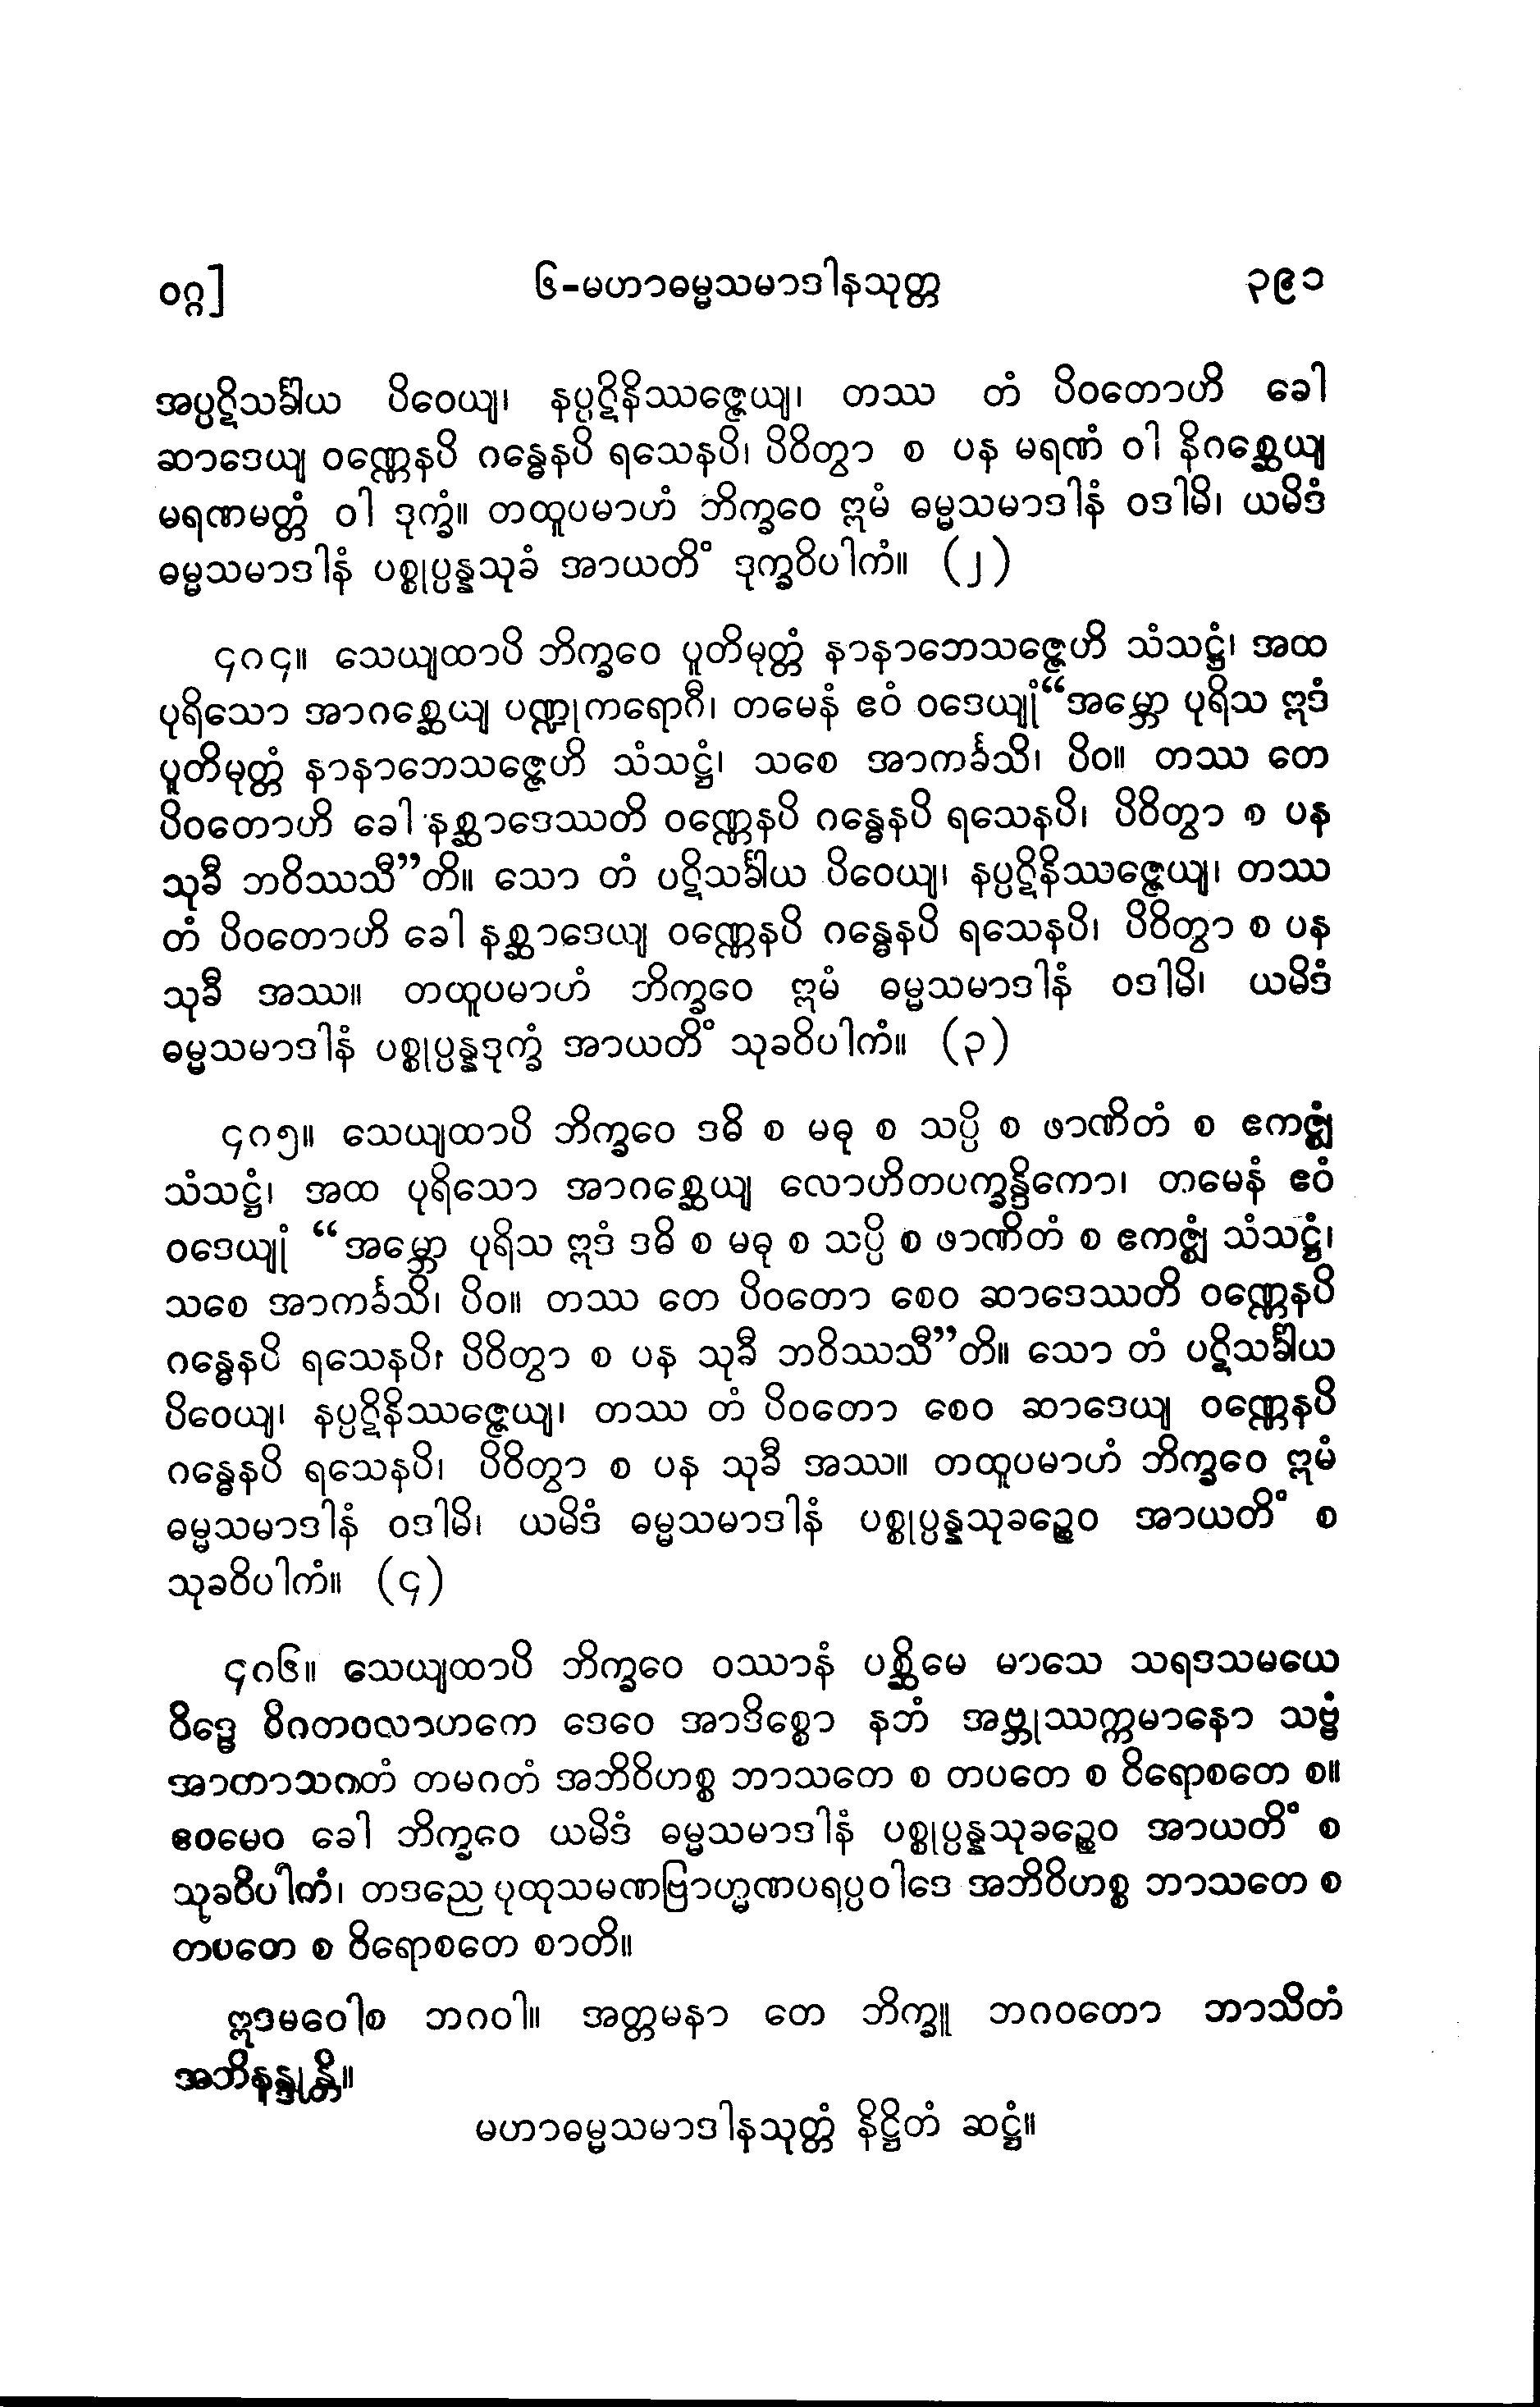 ဝဂ္ဂ]
၆-မဟာဓမ္မသမာဒါနသုတ္တ
၃၉၁
အပ္ပဋိသင်္ခါယ ပိဝေယျ၊ နပ္ပဋိနိဿဇ္ဇေယျ၊ တဿ တံ ပိဝတောဟိ ခေါ
ဆာဒေယျ ဝဏ္ဏေနပိ ဂန္ဓေနပိ ရသေနပိ၊ ပိဝိတွာ စ ပန မရဏံ ဝါ နိဂစ္ဆေယျ
မရဏမတ္တံ ဝါ ဒုက္ခံ။ တထူပမာဟံ ဘိက္ခဝေ ဣမံ ဓမ္မသမာဒါနံ ဝဒါမိ၊ ယမိဒံ
ဓမ္မသမာဒါနံ ပစ္စုပ္ပန္နသုခံ အာယတိံ ဒုက္ခဝိပါကံ။ (၂)
၄၈၄။ သေယျထာပိ ဘိက္ခဝေ ပူတိမုတ္တံ နာနာဘေသဇ္ဇေဟိ သံသဋ္ဌံ၊ အထ
ပုရိသော အာဂစ္ဆေယျ ပဏ္ဍုကရောဂီ၊ တမေနံ ဧဝံ ဝဒေယျုံ “အမ္ဘော ပုရိသ ဣဒံ
ပူတိမုတ္တံ နာနာဘေသဇ္ဇေဟိ သံသဋ္ဌံ၊ သစေ အာကင်္ခသိ၊ ပိဝ။ တဿ တေ
ပိဝတောဟိ ခေါ နစ္ဆာဒေဿတိ ဝဏ္ဏေနပိ ဂန္ဓေနပိ ရသေနပိ၊ ပိဝိတွာ စ ပန
သုခီ ဘဝိဿသီ”တိ။ သော တံ ပဋိသင်္ခါယ ပိဝေယျ၊ နပ္ပဋိနိဿဇ္ဇေယျ၊ တဿ
တံ ပိဝတောဟိ ခေါ နစ္ဆာဒေယျ ဝဏ္ဏေနပိ ဂန္ဓေနပိ ရသေနပိ၊ ပိဝိတွာ စ ပန
သုခီ အဿ။ တထူပမာဟံ ဘိက္ခဝေ ဣမံ ဓမ္မသမာဒါနံ ဝဒါမိ၊ ယမိဒံ
ဓမ္မသမာဒါနံ ပစ္စုပ္ပန္နဒုက္ခံ အာယတိံ သုခဝိပါကံ။ (၃)
၄၈၅။ သေယျထာပိ ဘိက္ခဝေ ဒဓိ စ မဓု စ သပ္ပိ စ ဖာဏိတံ စ ဧကဇ္ဈံ
သံသဋ္ဌံ၊ အထ ပုရိသော အာဂစ္ဆေယျ လောဟိတပက္ခန္ဒိကော၊ တမေနံ ဧဝံ
ဝဒေယျုံ “အမ္ဘော ပုရိသ ဣဒံ ဒဓိ စ မဓု စ သပ္ပိ စ ဖာဏိတံ စ ဧကဇ္ဈံ သံသဋ္ဌံ၊
သစေ အာကင်္ခသိ၊ ပိဝ။ တဿ တေ ပိဝတော စေဝ ဆာဒေဿတိ ဝဏ္ဏေနပိ
ဂန္ဓေနပိ ရသေနပိ၊ ပိဝိတွာ စ ပန သုခီ ဘဝိဿသီ”တိ။ သော တံ ပဋိသင်္ခါယ
ပိဝေယျ၊ နပ္ပဋိနိဿဇ္ဇေယျ၊ တဿ တံ ပိဝတော စေဝ ဆာဒေယျ ဝဏ္ဏေနပိ
ဂန္ဓေနပိ ရသေနပိ၊ ပိဝိတွာ စ ပန သုခီ အဿ။ တထူပမာဟံ ဘိက္ခဝေ ဣမံ
ဓမ္မသမာဒါနံ ဝဒါမိ၊ ယမိဒံ ဓမ္မသမာဒါနံ ပစ္စုပ္ပန္နသုခဉ္စေဝ အာယတိံ စ
သုခဝိပါကံ။ (၄)
၄၈၆။ သေယျထာပိ ဘိက္ခဝေ ဝဿာနံ ပစ္ဆိမေ မာသေ သရဒသမယေ
ဝိဒ္ဓေ ဝိဂတဝလာဟကေ ဒေဝေ အာဒိစ္စော နဘံ အဗ္ဘုဿက္ကမာနော သဗ္ဗံ
အာကာသဂတံ တမဂတံ အဘိဝိဟစ္စ ဘာသတေ စ တပတေ စ ဝိရောစတေ စ။
ဧဝမေဝ ခေါ ဘိက္ခဝေ ယမိဒံ ဓမ္မသမာဒါနံ ပစ္စုပ္ပန္နသုခဉ္စေဝ အာယတိံ စ
သုခဝိပါကံ၊ တဒညေ ပုထုသမဏဗြာဟ္မဏပရပ္ပဝါဒေ အဘိဝိဟစ္စ ဘာသတေ စ
တပတေ စ ဝိရောစတေ စာတိ။
ဣဒမဝေါစ ဘဂဝါ။ အတ္တမနာ တေ ဘိက္ခူ ဘဂဝတော ဘာသိတံ
အဘိနန္ဒုန္တိ။
မဟာဓမ္မသမာဒါနသုတ္တံ နိဋ္ဌိတံ ဆဋ္ဌံ။